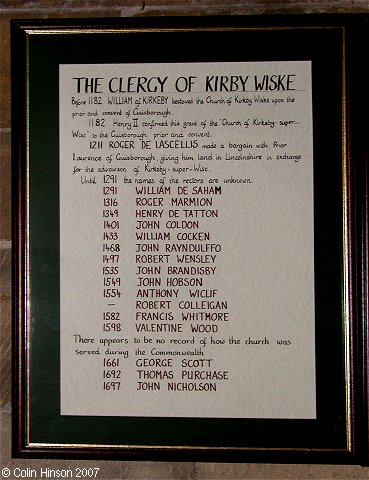 THE CLERGY OF KIRBY WISKE
Before 1182 WILLIAM of KIRKEBY bestowed the Church of Kirkby Wiske upon the
prior and convent of Guisborough.
1182 Henry II confirmed this grant of the "Church of Kirkeby-super-
Wisc" to the Guisborough prior and convent.
1211 ROGER DE LASCELLIS made a bargain with Prior
Laurence of Guisborough, giving him land in Lincolnshire in exchange
for the advowson of Kirkeby-super-Wisc.
Until 1291 the names of the rectors are unknown.
1291 WILLIAM DE SAHAM
1316 ROGER MARMION
1349 HENRY DE TATTON
1401 JOHN COLDON
1433 WILLIAM COCKEN
1468 JOHN RAYNDULFFO
1497 ROBERT WENSLEY
1535 JOHN BRANDISBY
1549 JOHN HOBSON
1554 ANTHONY WICLIF
— ROBERT COLLEIGAN
1582 FRANCIS WHITMORE
1598 VALENTINE WOOD
There appears to be no record of how the church was
served during the Commonwealth
1661 GEORGE SCOTT
1692 THOMAS PURCHASE
1697 JOHN NICHOLSON
© Colin Hinson 2007